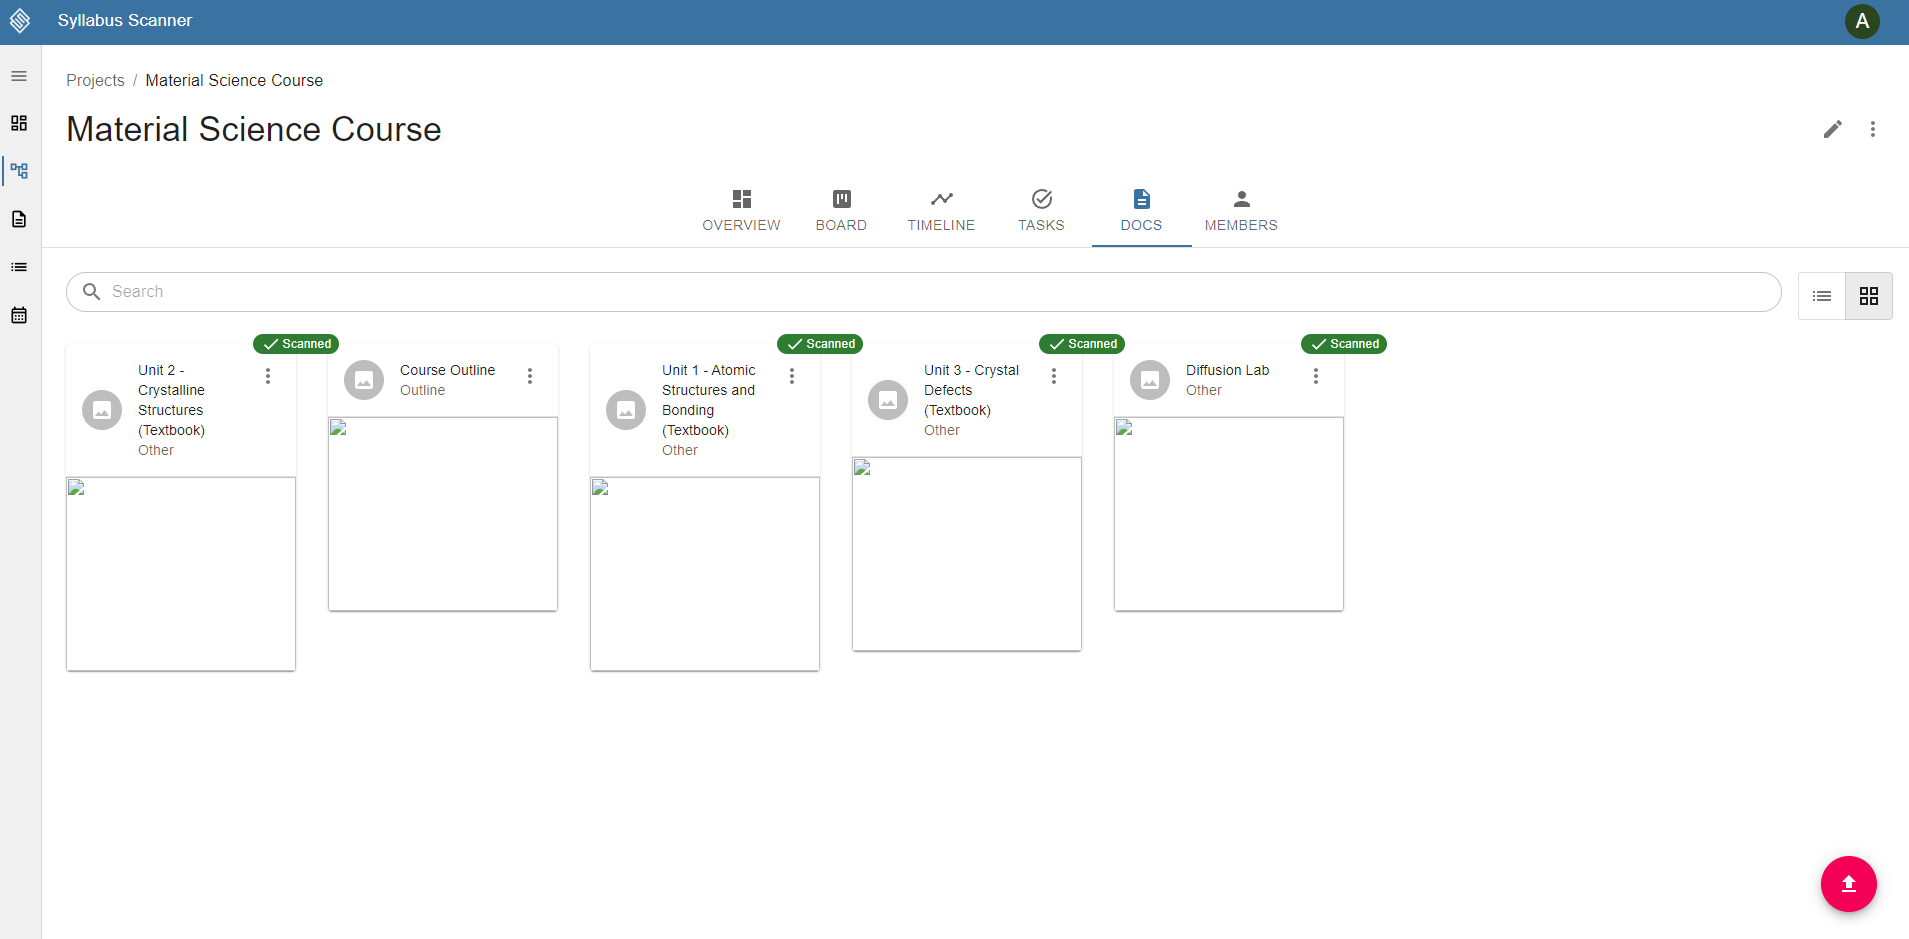 Syllabus Scanner
A
Projects / Material Science Course
Material Science Course
OVERVIEW
BOARD
TIMELINE
TASKS
DOCS
MEMBERS
Search
Scanned
Unit 2 -
Crystalline
Structures
(Textbook)
Other
Course Outline
Outline
Scanned
Unit 1 - Atomic
Structures and
Bonding
(Textbook)
Other
Scanned
Unit 3 - Crystal
Defects
(Textbook)
Other
Scanned
Diffusion Lab
Other